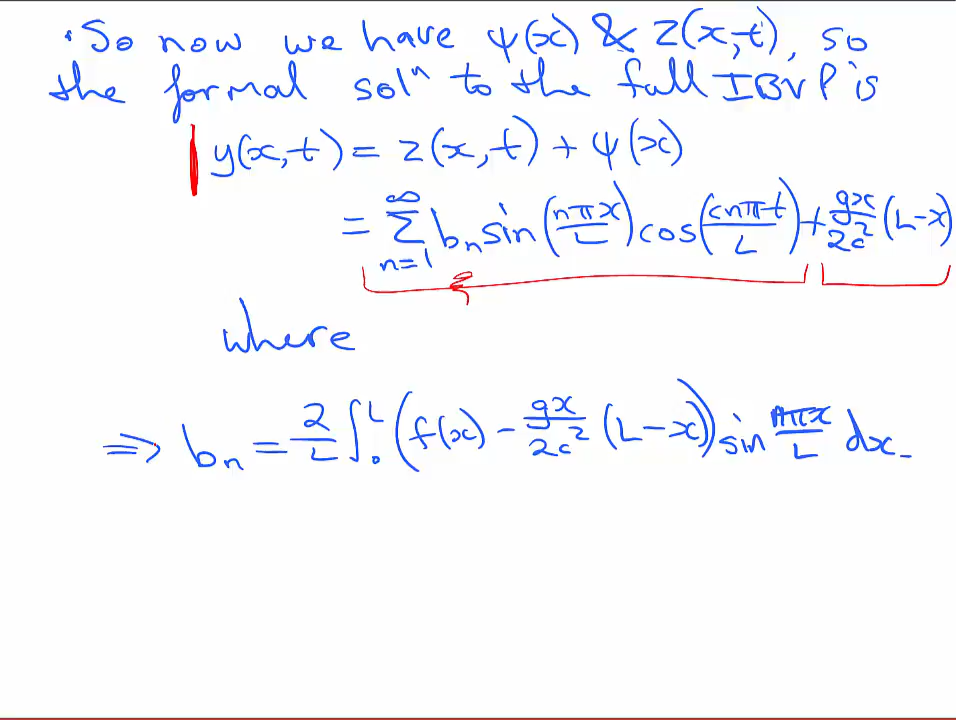 · So now we have ψ(x) & z(x,t), so
the formal solⁿ to the full IBVP is
y(x,t) = z(x,t) + ψ(x)
= ∑_{n=1}^{∞} bₙ sin(nπx/L) cos(cnπt/L) + gx/2c² (L-x)
where
⇒ bₙ = 2/L ∫₀ᴸ (f(x) - gx/2c² (L-x)) sin nπx/L dx.